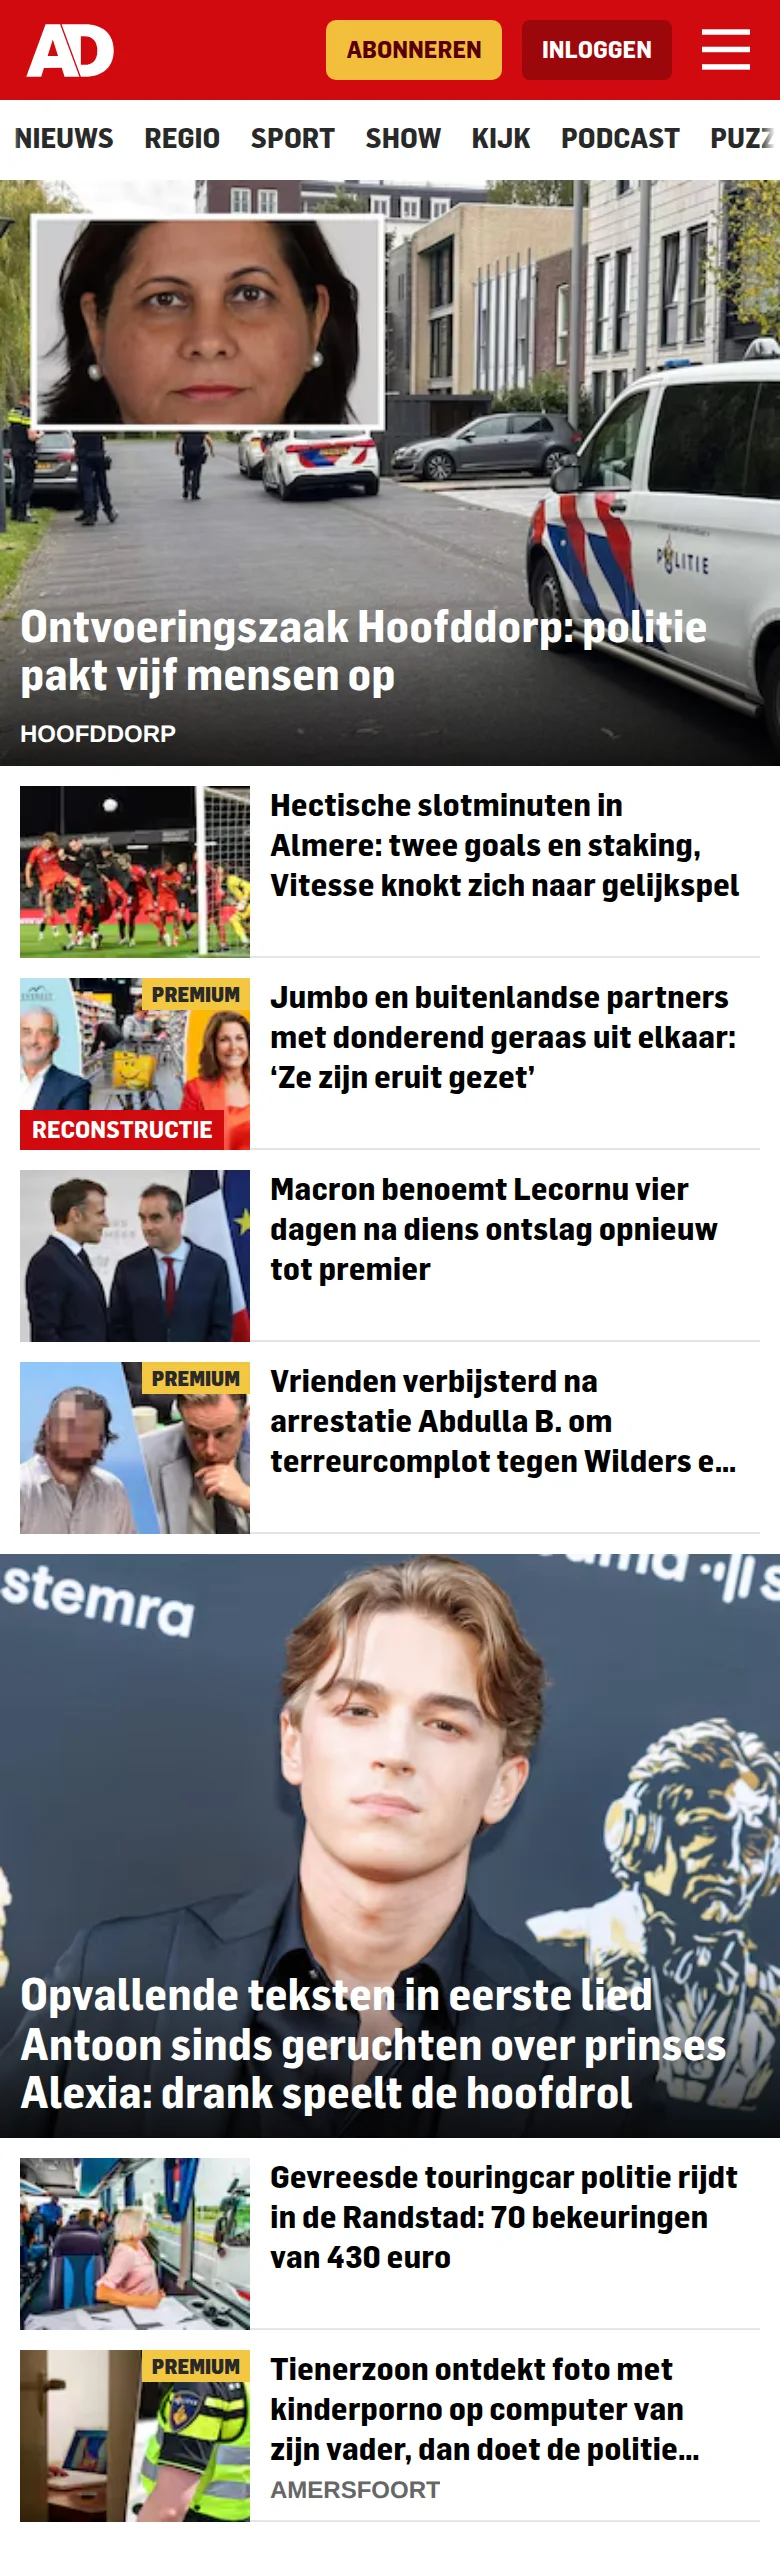 AD
ABONNEREN
INLOGGEN
NIEUWS REGIO SPORT SHOW KIJK PODCAST PUZZ
POLITIE
Ontvoeringszaak Hoofddorp: politie
pakt vijf mensen op
HOOFDDORP
Hectische slotminuten in
Almere: twee goals en staking,
Vitesse knokt zich naar gelijkspel
PREMIUM
RECONSTRUCTIE
Jumbo en buitenlandse partners
met donderend geraas uit elkaar:
‘Ze zijn eruit gezet’
Macron benoemt Lecornu vier
dagen na diens ontslag opnieuw
tot premier
PREMIUM
Vrienden verbijsterd na
arrestatie Abdulla B. om
terreurcomplot tegen Wilders e...
stemra
Opvallende teksten in eerste lied
Antoon sinds geruchten over prinses
Alexia: drank speelt de hoofdrol
Gevreesde touringcar politie rijdt
in de Randstad: 70 bekeuringen
van 430 euro
PREMIUM
Tienerzoon ontdekt foto met
kinderporno op computer van
zijn vader, dan doet de politie...
AMERSFOORT